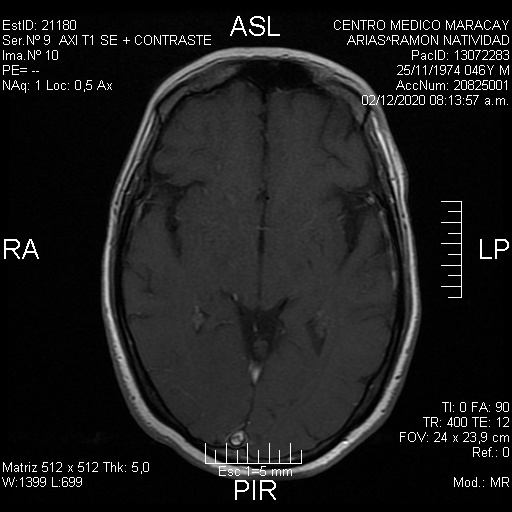 EstID: 21180
Ser.Nº 9 AXI T1 SE + CONTRASTE
Ima.Nº 10
PE= --
NAq: 1 Loc: 0,5 Ax
ASL
CENTRO MEDICO MARACAY
ARIAS^RAMON NATIVIDAD
PacID: 13072283
25/11/1974 046Y M
AccNum: 20825001
02/12/2020 08:13:57 a.m.
RA
LP
TI: 0 FA: 90
TR: 400 TE: 12
FOV: 24 x 23,9 cm
Ref.: 0
Matriz 512 x 512 Thk: 5,0
W:1399 L:699
Esc 1=5 mm
PIR
Mod.: MR